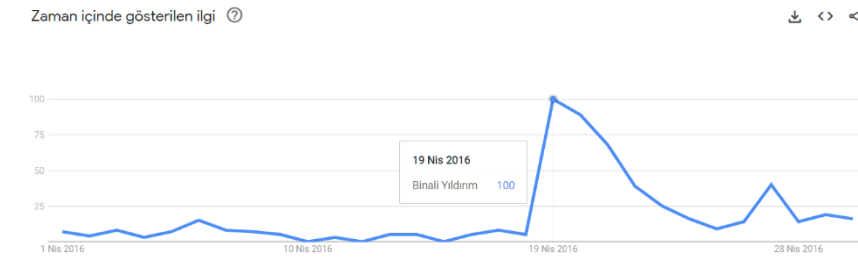 Zaman içinde gösterilen ilgi ?
100
75
50
25
19 Nis 2016
Binali Yıldırım 100
1 Nis 2016 10 Nis 2016 19 Nis 2016 28 Nis 2016